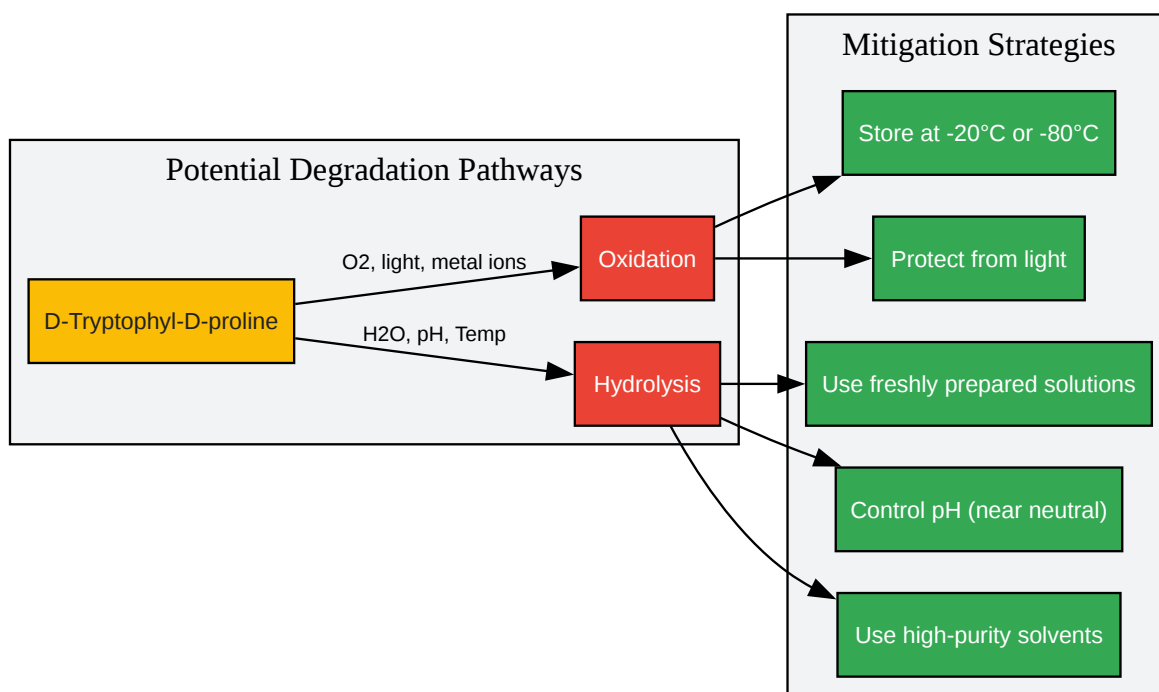 Mitigation Strategies
Store at -20°C or -80°C
Potential Degradation Pathways
Oxidation
Protect from light
O2, light, metal ions
D-Tryptophyl-D-proline
H2O, pH, Temp
Hydrolysis
Use freshly prepared solutions
Control pH (near neutral)
Use high-purity solvents